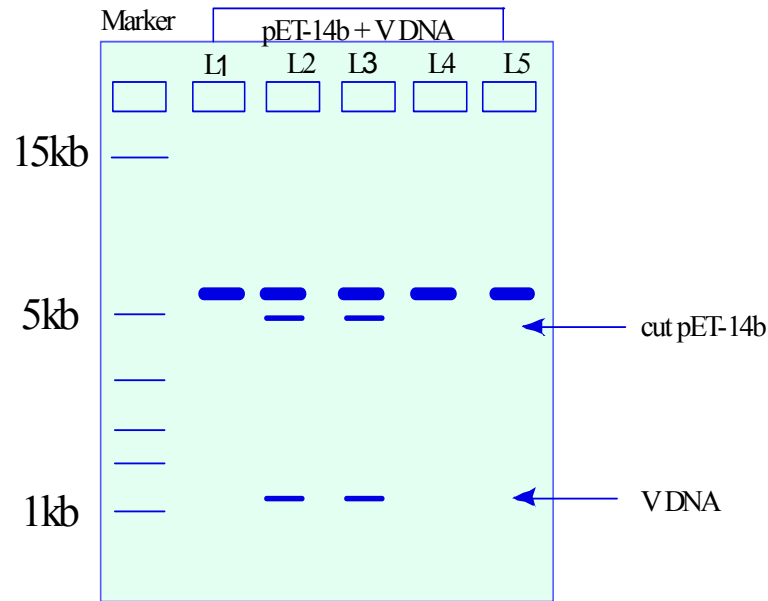 Marker
pET-14b + V DNA
L1 L2 L3 L4 L5
15kb
5kb
cut pET-14b
V DNA
1kb